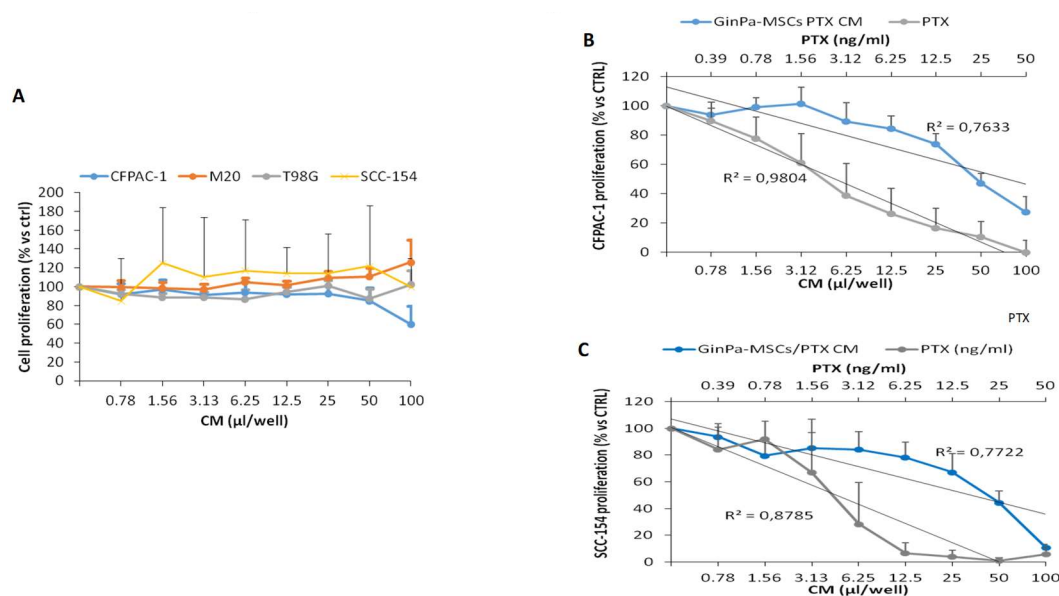 A
CFPAC-1 M20 T98G SCC-154
Cell proliferation (% vs ctrl)
200
180
160
140
120
100
80
60
40
20
0
0.78 1.56 3.13 6.25 12.5 25 50 100
CM (µl/well)
B
GinPa-MSCs PTX CM PTX
PTX (ng/ml)
0.39 0.78 1.56 3.12 6.25 12.5 25 50
CFPAC-1 proliferation (% vs CTRL)
120
100
80
60
40
20
0
R² = 0,7633
R² = 0,9804
0.78 1.56 3.12 6.25 12.5 25 50 100
CM (µl/well)
PTX
C
GinPa-MSCs/PTX CM PTX (ng/ml)
PTX (ng/ml)
0.39 0.78 1.56 3.12 6.25 12.5 25 50
SCC-154 proliferation (% vs CTRL)
120
100
80
60
40
20
0
R² = 0,7722
R² = 0,8785
0.78 1.56 3.13 6.25 12.5 25 50 100
CM (µl/well)